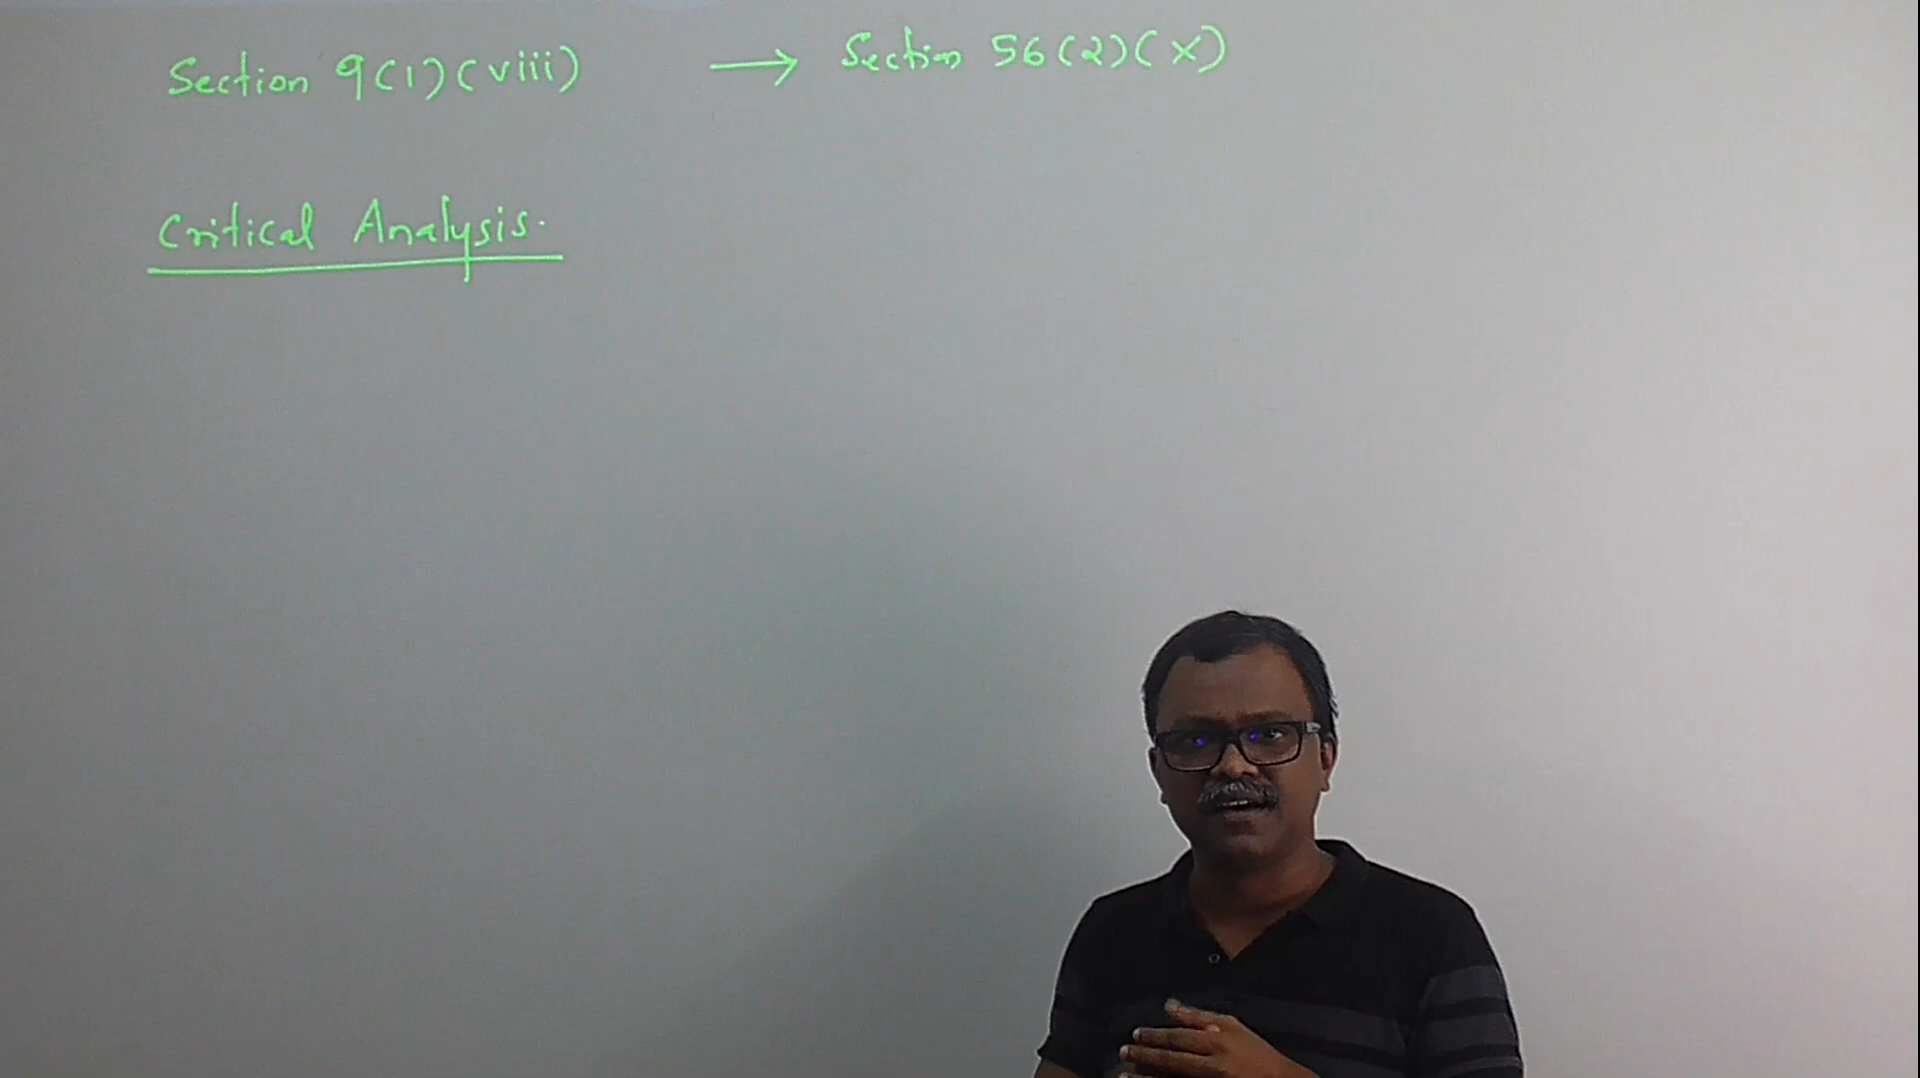 Section 9(1)(viii) → Section 56(2)(x)
Critical Analysis.